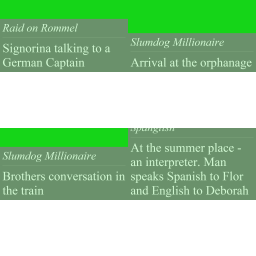 Raid on Rommel
Signorina talking to a
German Captain
Slumdog Millionaire
Arrival at the orphanage
Slumdog Millionaire
Brothers conversation in
the train
Spanglish
At the summer place -
an interpreter. Man
speaks Spanish to Flor
and English to Deborah